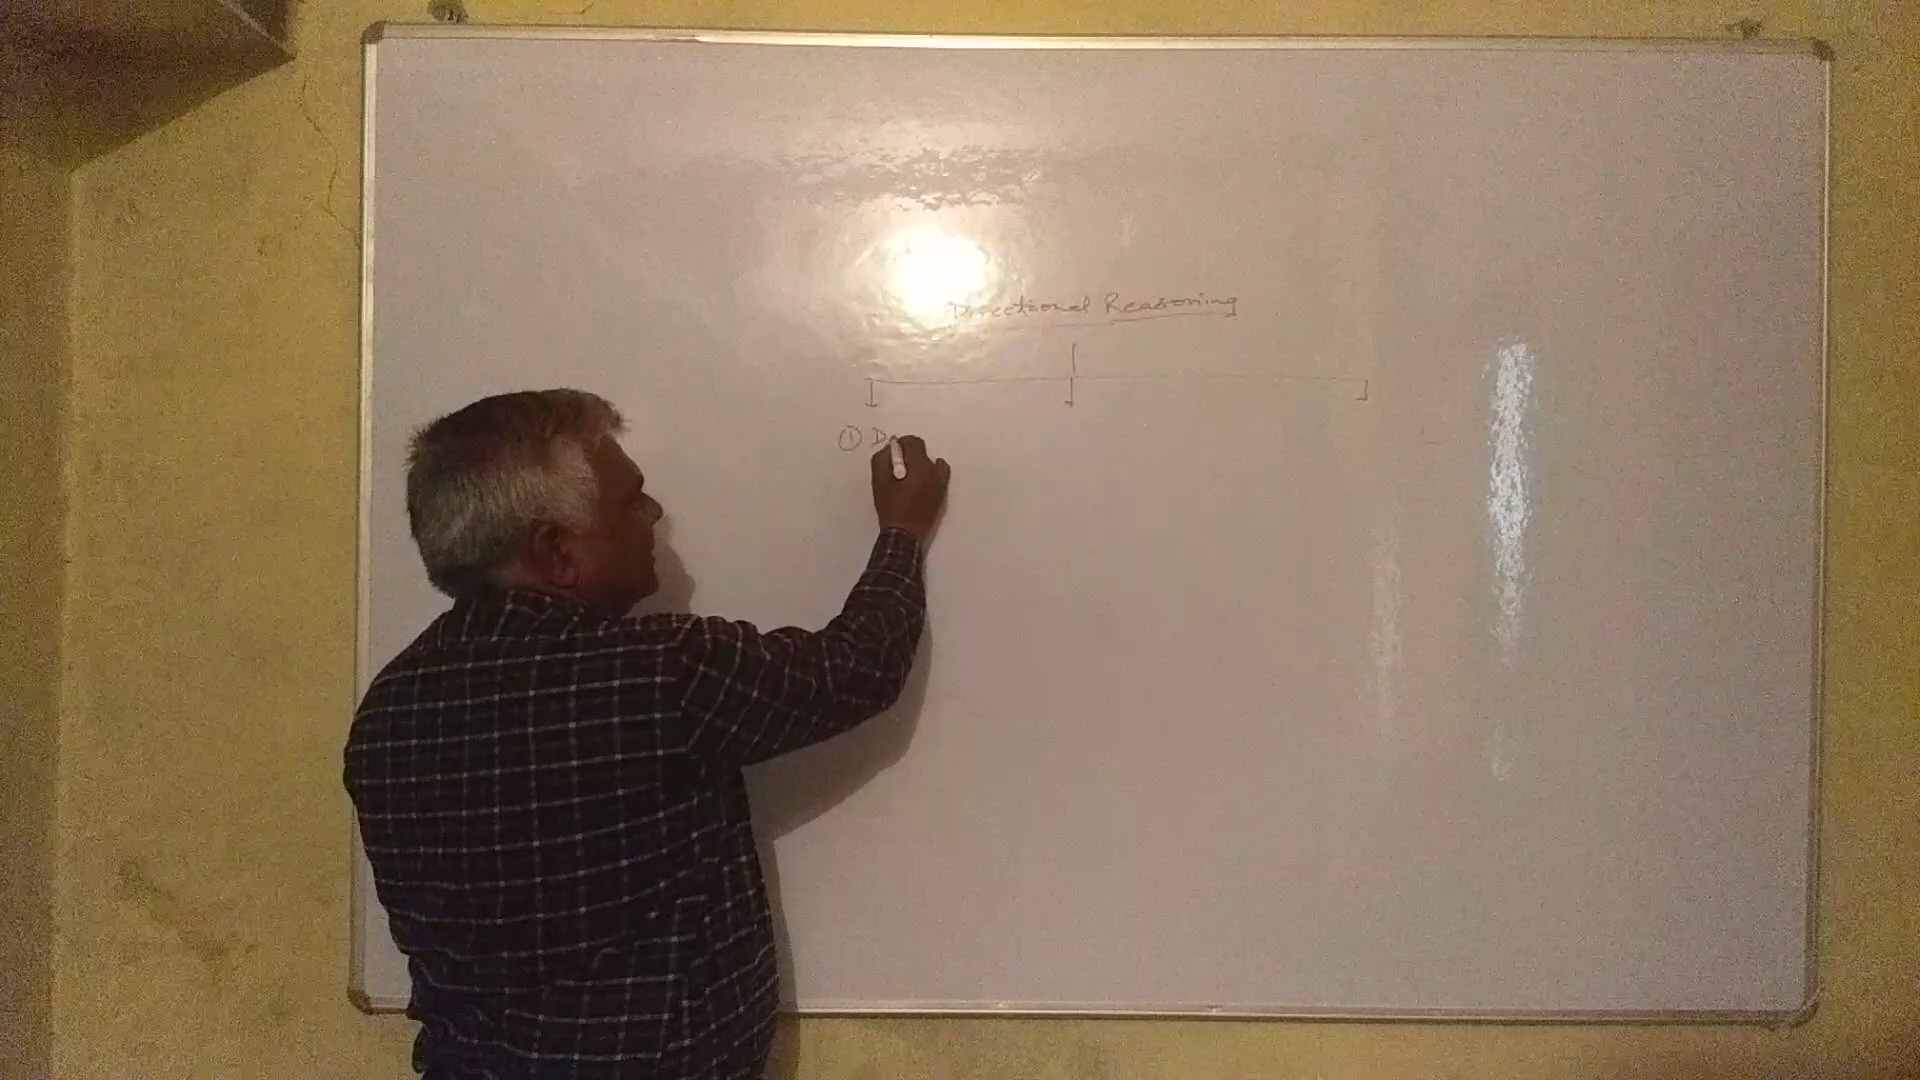 Directional Reasoning
① D